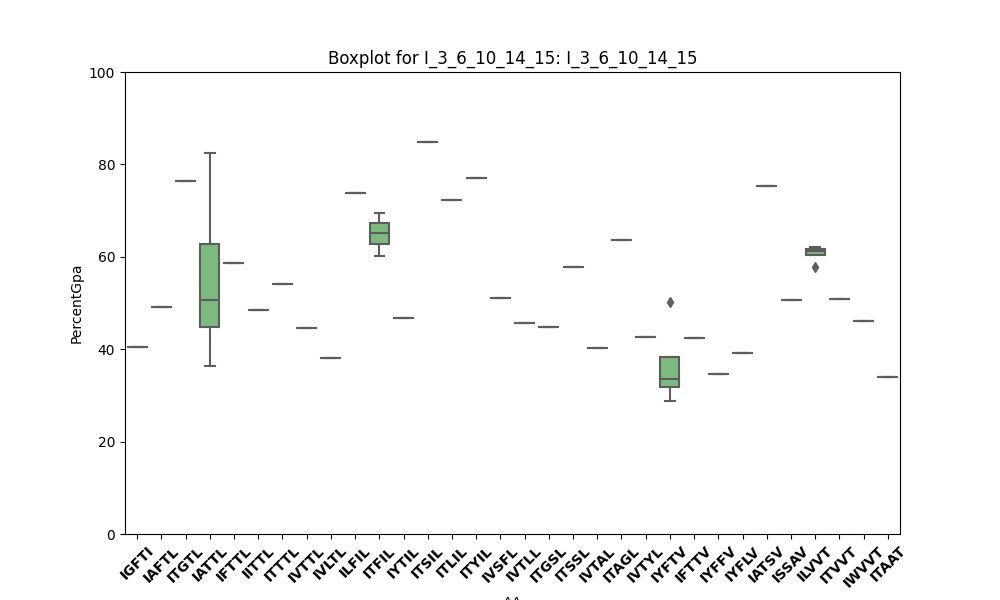 Boxplot for I_3_6_10_14_15: I_3_6_10_14_15
PercentGpa
100
80
60
40
20
0
IGFTI
IAFTL
ITGTL
IATTL
IFTTL
IITTL
ITTTL
IVTTL
IVLTL
ILFIL
ITFIL
IYTIL
ITSIL
ITLIL
ITYIL
IVSFL
IVTLL
ITGSL
ITSSL
IVTAL
ITAGL
IVTYL
IYFTV
IFTTV
IYFFV
IYFLV
IATSV
ISSAV
ILVVT
ITVVT
IWVVT
ITAAT